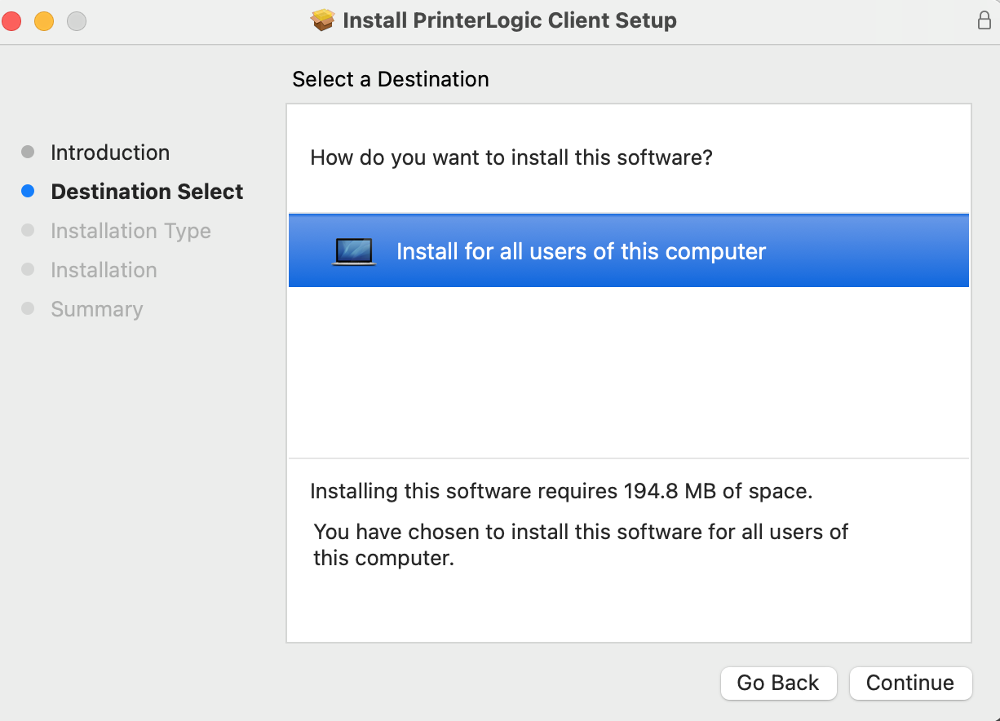 Install PrinterLogic Client Setup
Select a Destination
Introduction
Destination Select
Installation Type
Installation
Summary
How do you want to install this software?
Install for all users of this computer
Installing this software requires 194.8 MB of space.
You have chosen to install this software for all users of
this computer.
Go Back
Continue